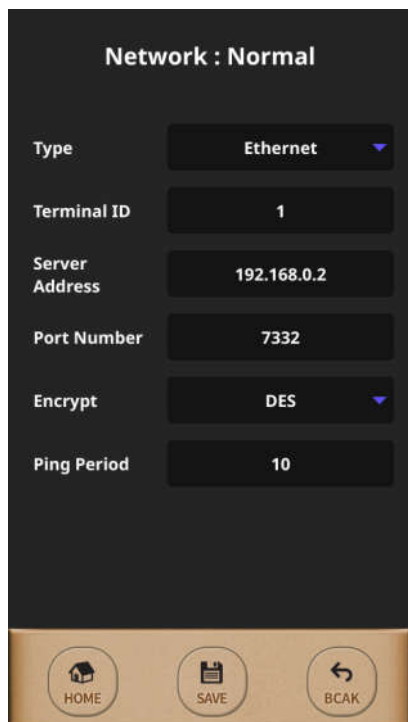 Network : Normal
Type
Ethernet
Terminal ID
1
Server
Address
192.168.0.2
Port Number
7332
Encrypt
DES
Ping Period
10
HOME
SAVE
BCAK